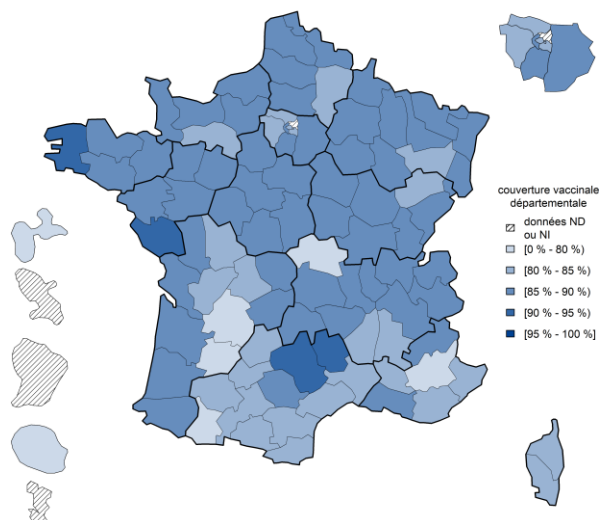 couverture vaccinale
départementale
données ND
ou NI
[0 % - 80 %)
[80 % - 85 %)
[85 % - 90 %)
[90 % - 95 %)
[95 % - 100 %]